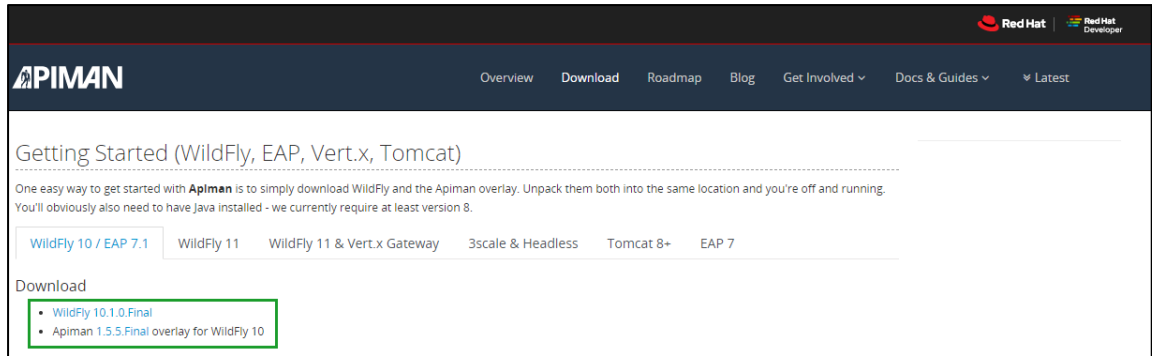 Red Hat
Red Hat
Developer
APIMAN
Overview Download Roadmap Blog Get Involved Docs & Guides Latest
Getting Started (WildFly, EAP, Vert.x, Tomcat)
One easy way to get started with Apiman is to simply download WildFly and the Apiman overlay. Unpack them both into the same location and you're off and running.
You'll obviously also need to have Java installed - we currently require at least version 8.
WildFly 10 / EAP 7.1 WildFly 11 WildFly 11 & Vert.x Gateway 3scale & Headless Tomcat 8+ EAP 7
Download
• WildFly 10.1.0.Final
• Apiman 1.5.5.Final overlay for WildFly 10